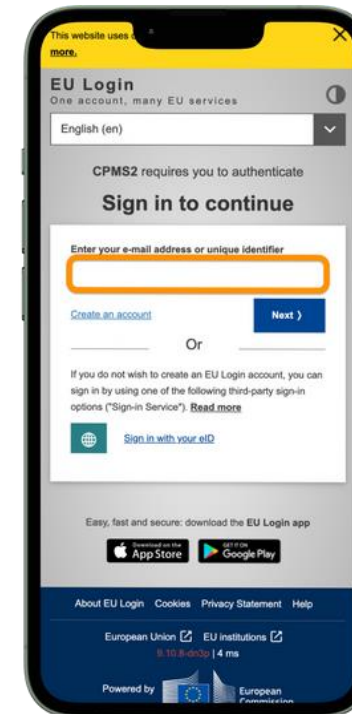 This website uses
more.
EU Login
One account, many EU services
English (en)
CPMS2 requires you to authenticate
Sign in to continue
Enter your e-mail address or unique identifier
Create an account
Next ⟩
Or
If you do not wish to create an EU Login account, you can
sign in by using one of the following third-party sign-in
options ("Sign-in Service"). Read more
Sign in with your eID
Easy, fast and secure: download the EU Login app
Download on the
App Store
GET IT ON
Google Play
About EU Login Cookies Privacy Statement Help
European Union EU institutions
9.10.8-dn3p | 4 ms
Powered by
European
Commission